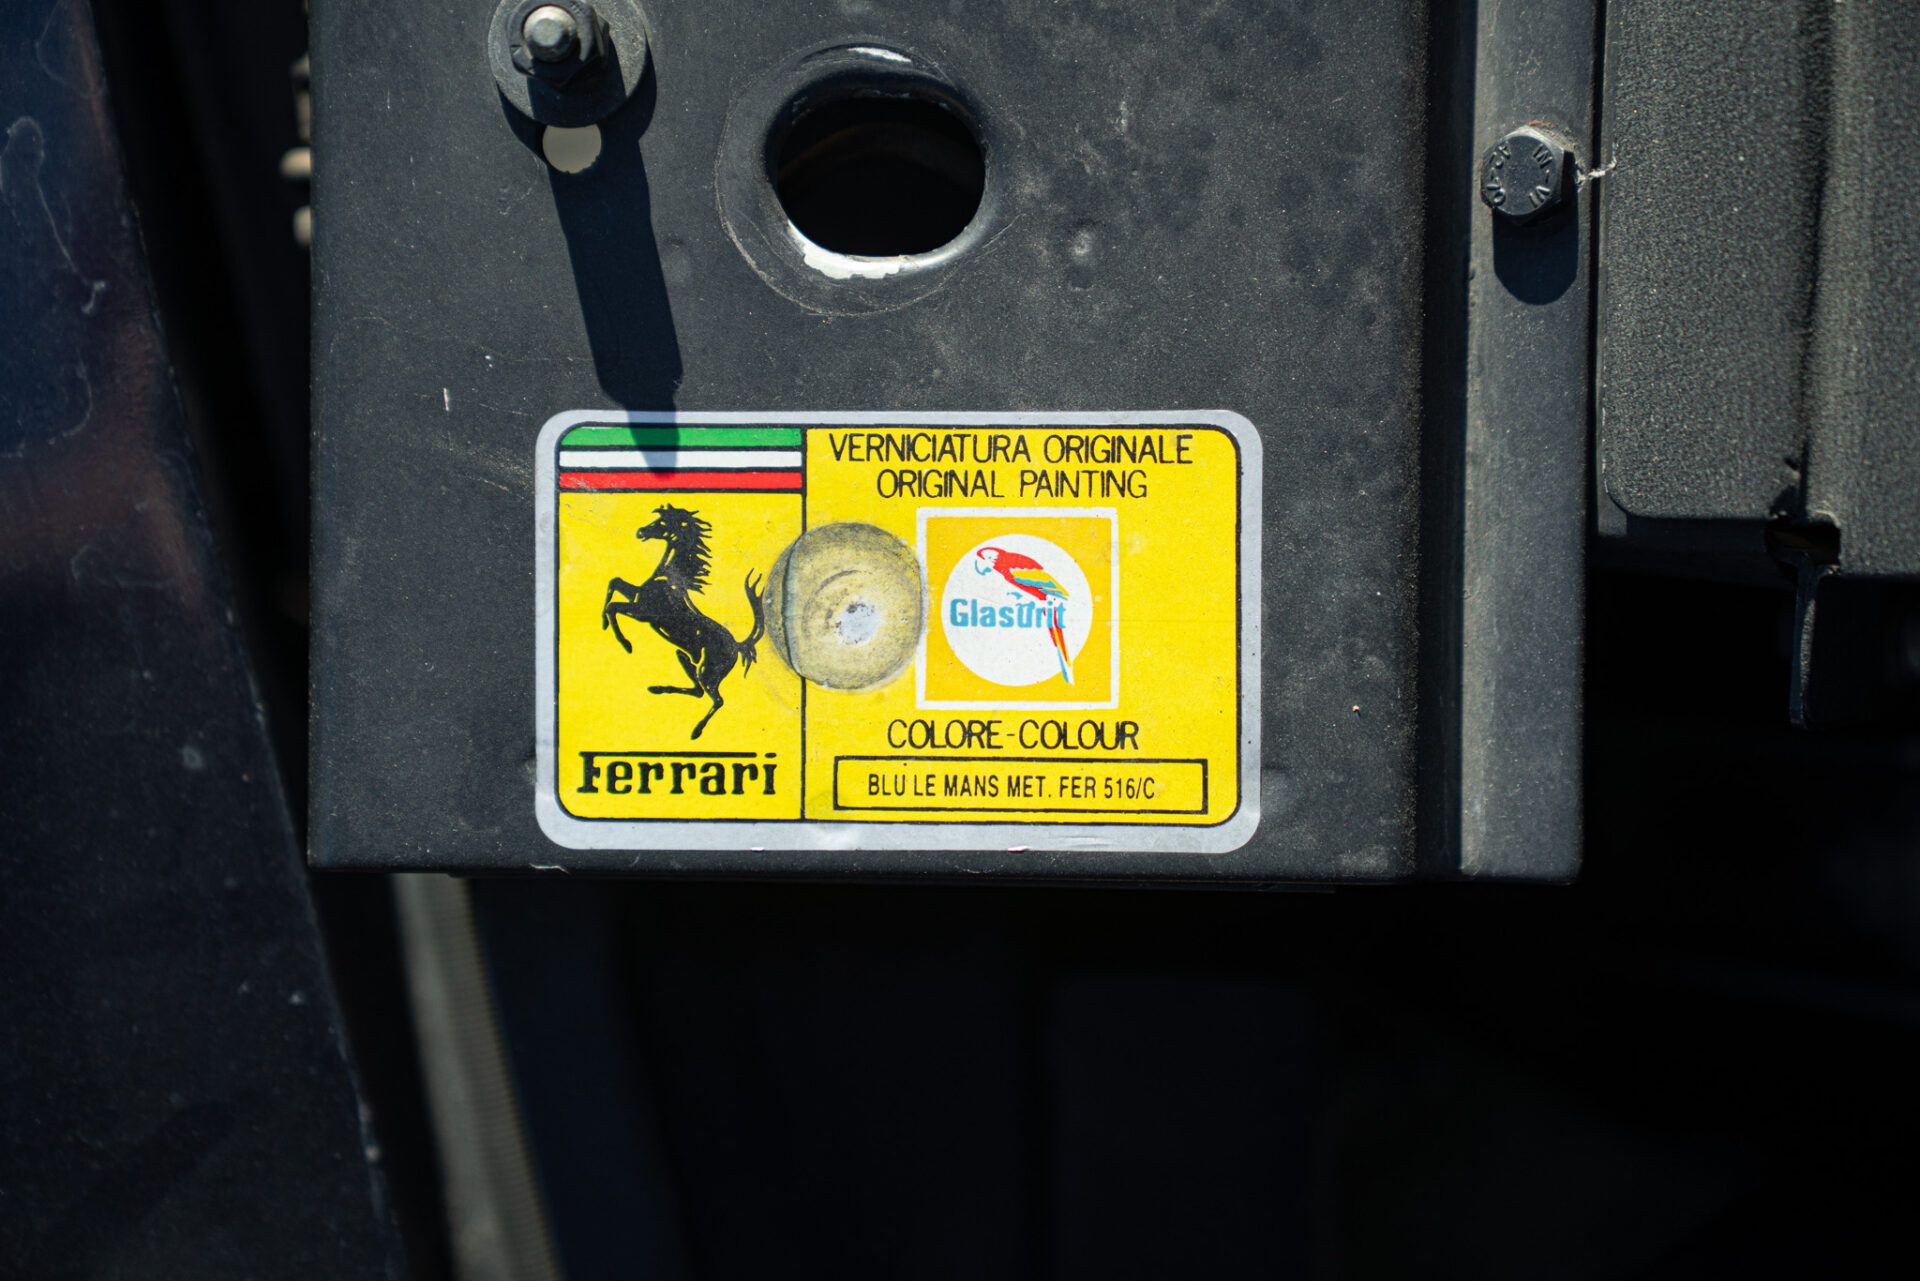 VERNICIATURA ORIGINALE
ORIGINAL PAINTING
Glasurit
COLORE-COLOUR
Ferrari
BLU LE MANS MET. FER 516/C